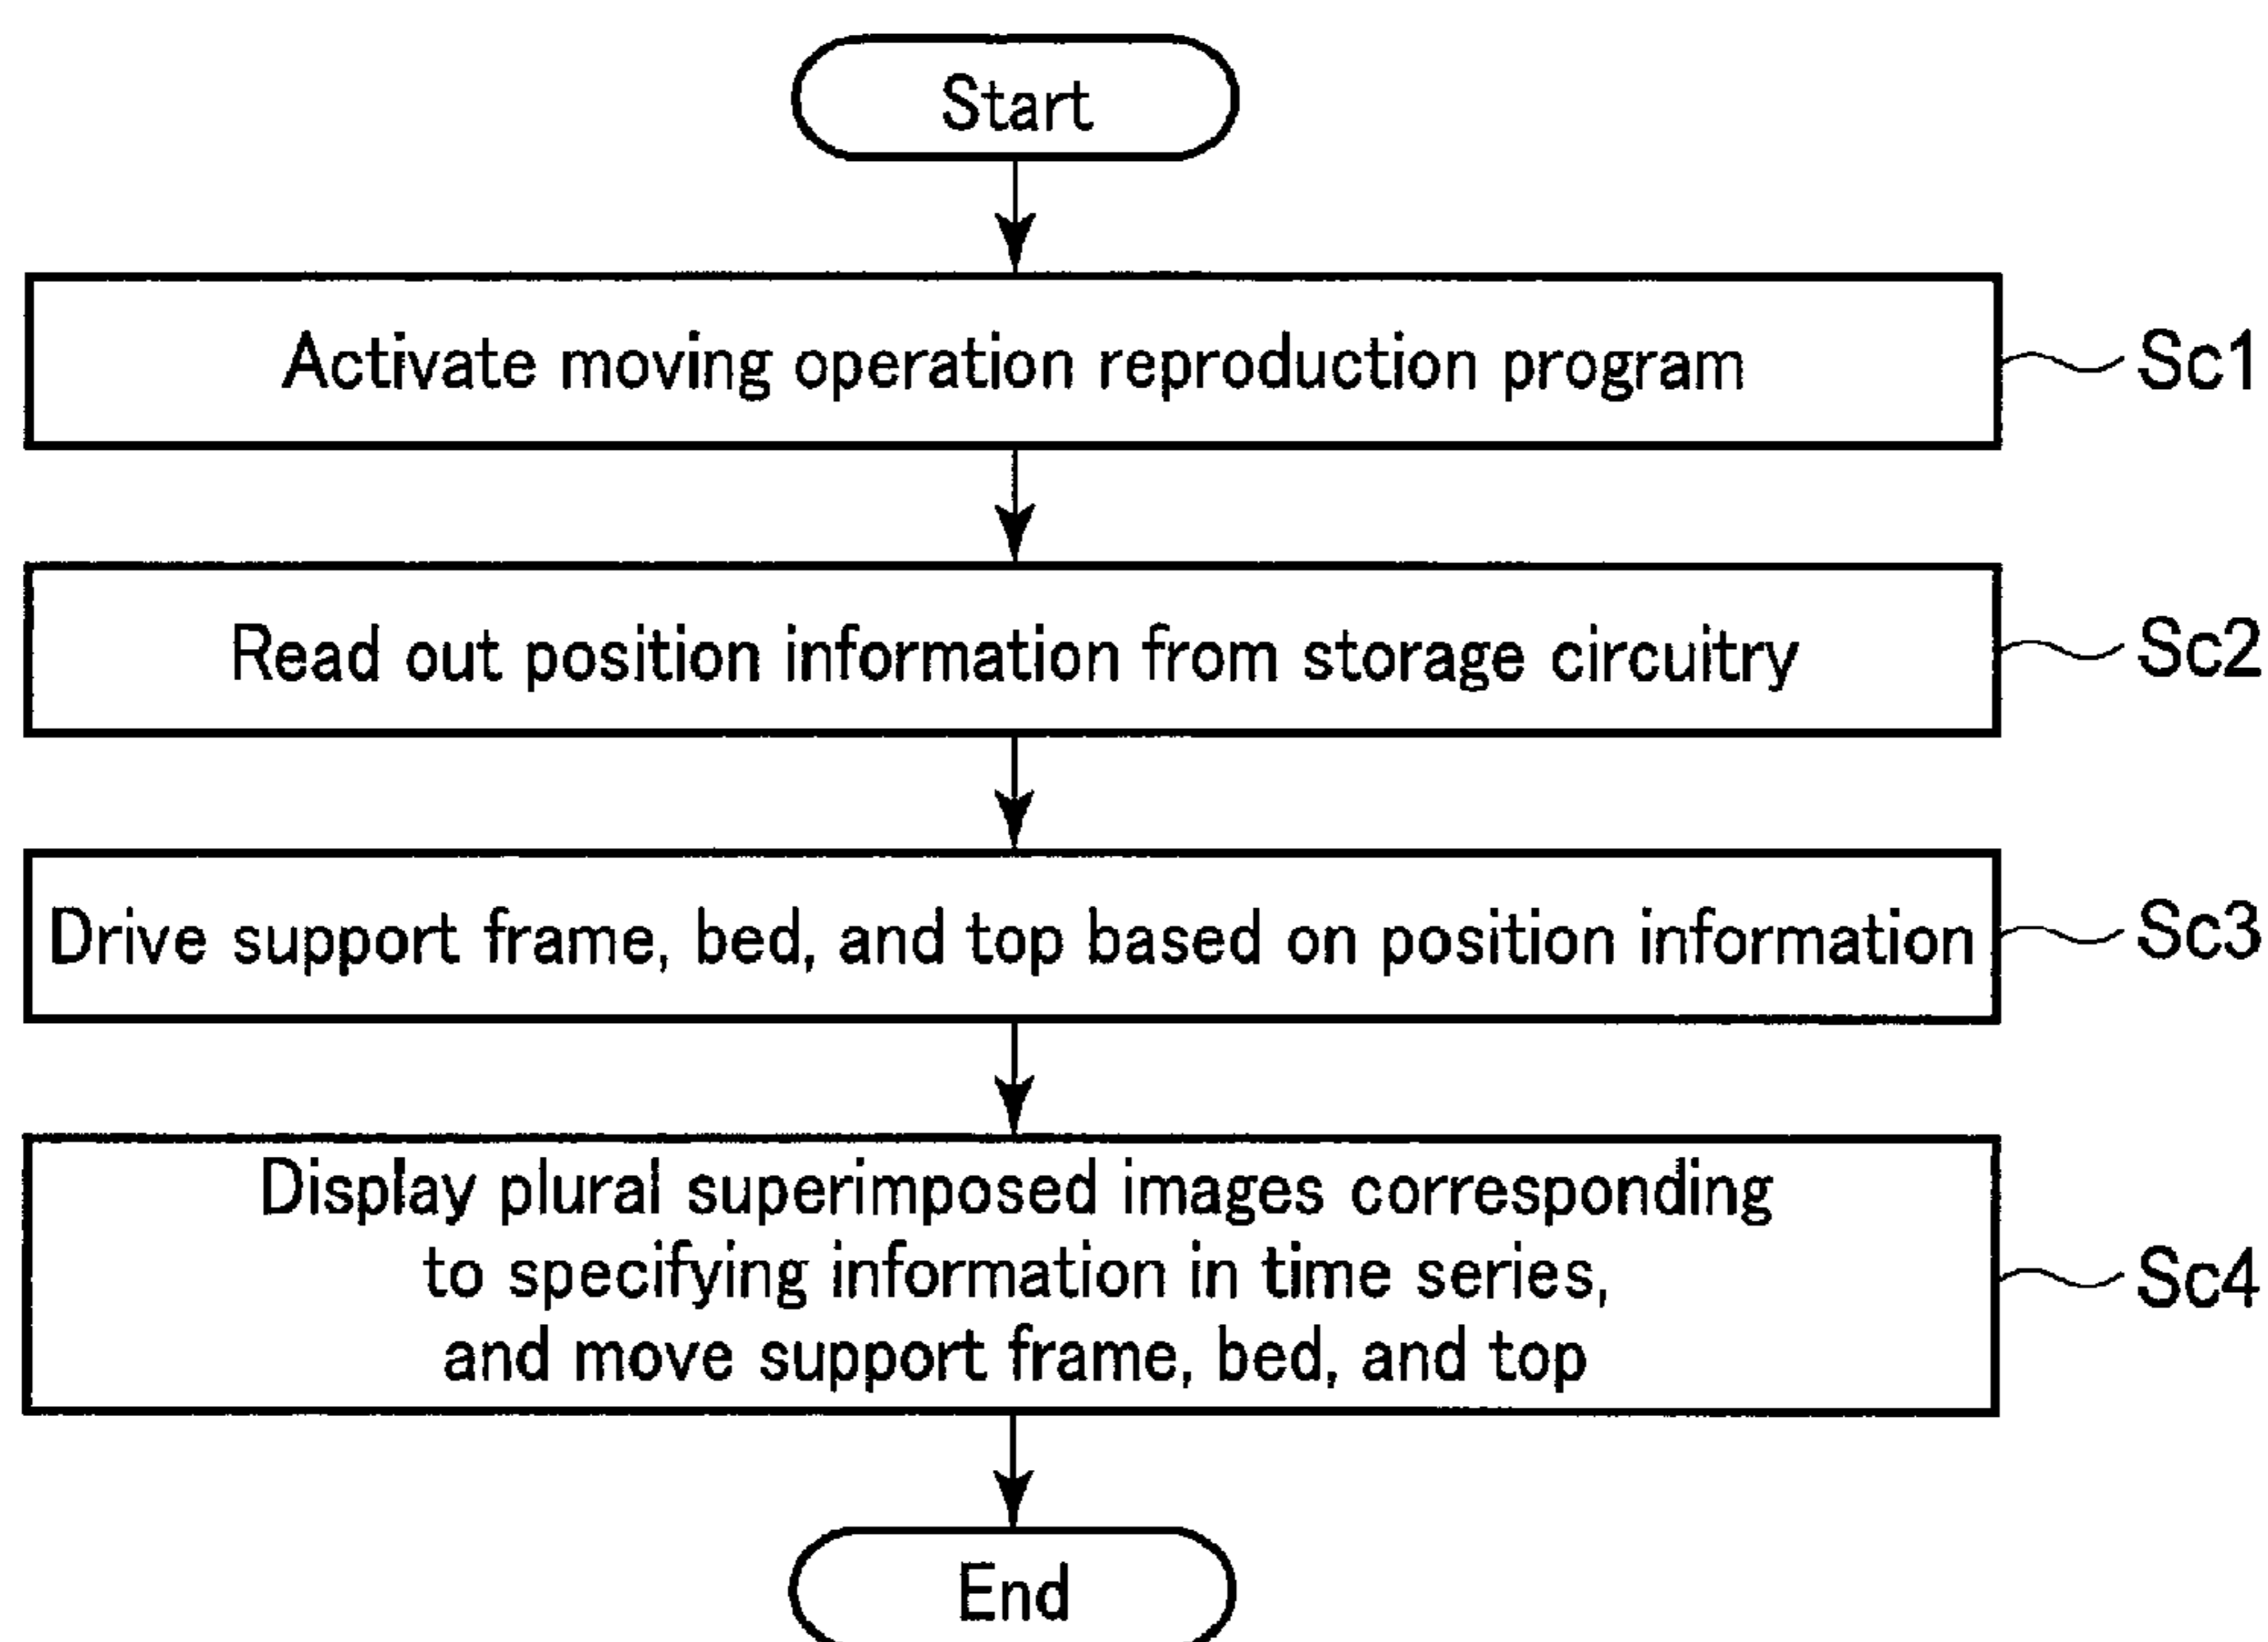 Start
Activate moving operation reproduction program
Sc1
Read out position information from storage circuitry
Sc2
Drive support frame, bed, and top based on position information
Sc3
Display plural superimposed images corresponding
to specifying information in time series,
and move support frame, bed, and top
Sc4
End